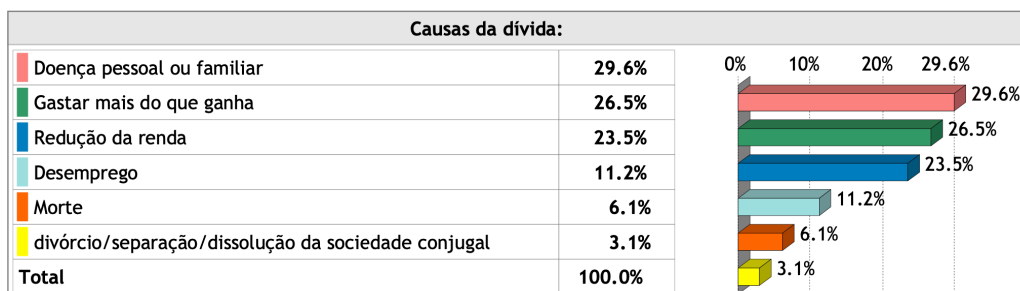 Causas da dívida:
Doença pessoal ou familiar 29.6%
Gastar mais do que ganha 26.5%
Redução da renda 23.5%
Desemprego 11.2%
Morte 6.1%
divórcio/separação/dissolução da sociedade conjugal 3.1%
Total 100.0%
0% 10% 20% 29.6%
29.6%
26.5%
23.5%
11.2%
6.1%
3.1%